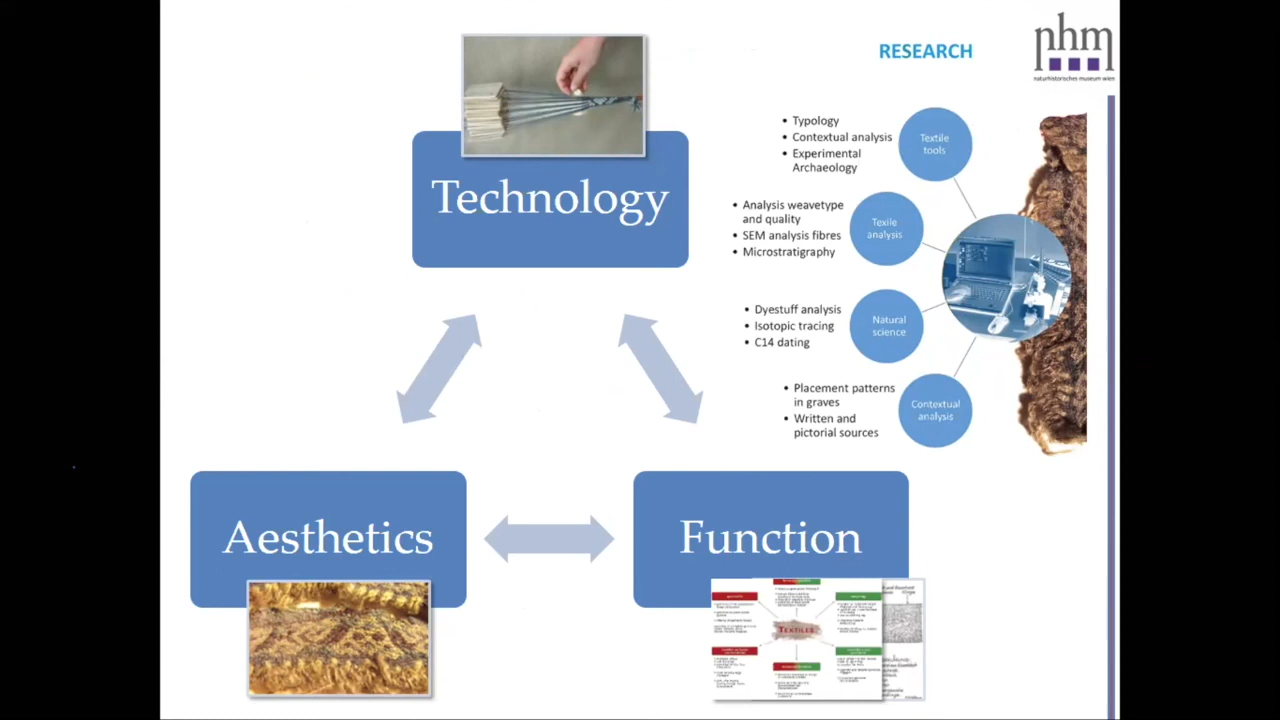 RESEARCH
nhm
naturhistorisches museum wien
Technology
• Typology
• Contextual analysis
• Experimental
Archaeology
Textile
tools
• Analysis weavetype
and quality
• SEM analysis fibres
• Microstratigraphy
Texile
analysis
• Dyestuff analysis
• Isotopic tracing
• C14 dating
Natural
science
• Placement patterns
in graves
• Written and
pictorial sources
Contextual
analysis
Aesthetics
Function
TEXTILES